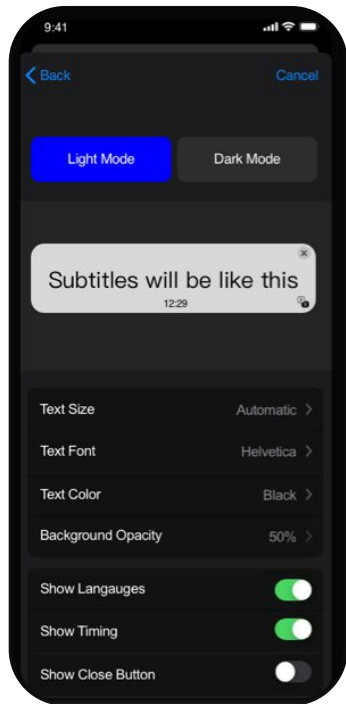 9:41
Back Cancel
Light Mode Dark Mode
Subtitles will be like this
12:29
Text Size Automatic
Text Font Helvetica
Text Color Black
Background Opacity 50%
Show Langauges
Show Timing
Show Close Button